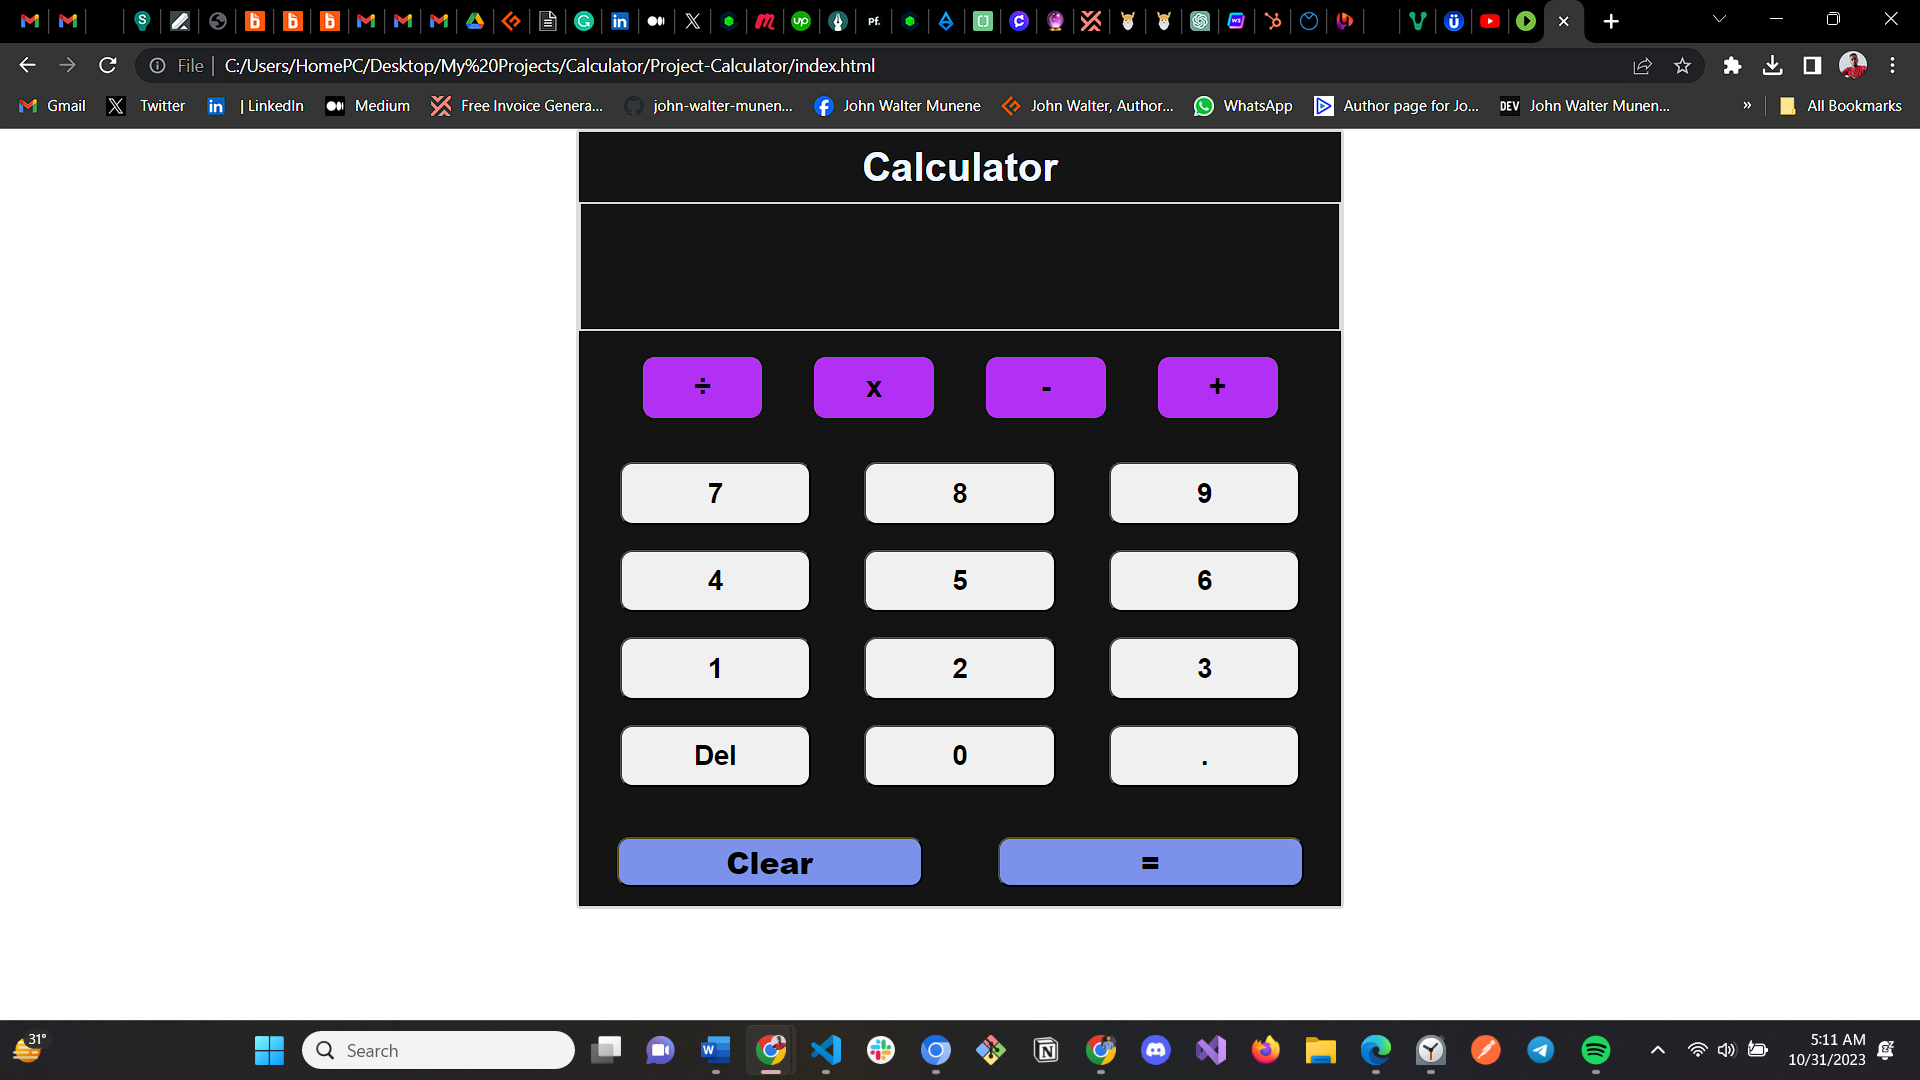 File
C:/Users/HomePC/Desktop/My%20Projects/Calculator/Project-Calculator/index.html
Gmail
Twitter
| LinkedIn
Medium
Free Invoice Genera...
john-walter-munen...
John Walter Munene
John Walter, Author...
WhatsApp
Author page for Jo...
DEV
John Walter Munen...
»
All Bookmarks
Calculator
÷ x - +
7 8 9
4 5 6
1 2 3
Del 0 .
Clear =
31°
Search
5:11 AM
10/31/2023